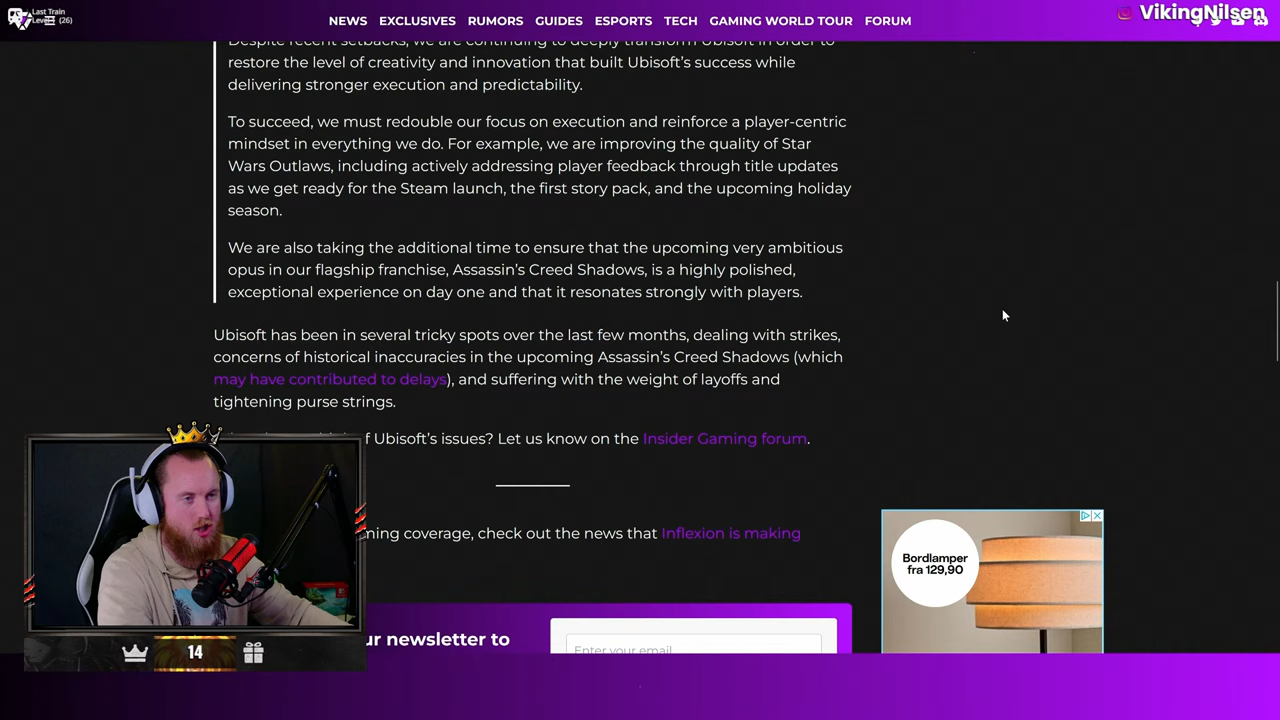 Last Train
(26)
NEWS EXCLUSIVES RUMORS GUIDES ESPORTS TECH GAMING WORLD TOUR FORUM
VikingNilsen
Despite recent setbacks, we are continuing to deeply transform Ubisoft in order to
restore the level of creativity and innovation that built Ubisoft's success while
delivering stronger execution and predictability.
To succeed, we must redouble our focus on execution and reinforce a player-centric
mindset in everything we do. For example, we are improving the quality of Star
Wars Outlaws, including actively addressing player feedback through title updates
as we get ready for the Steam launch, the first story pack, and the upcoming holiday
season.
We are also taking the additional time to ensure that the upcoming very ambitious
opus in our flagship franchise, Assassin's Creed Shadows, is a highly polished,
exceptional experience on day one and that it resonates strongly with players.
Ubisoft has been in several tricky spots over the last few months, dealing with strikes,
concerns of historical inaccuracies in the upcoming Assassin's Creed Shadows (which
may have contributed to delays), and suffering with the weight of layoffs and
tightening purse strings.
of Ubisoft's issues? Let us know on the Insider Gaming forum.
ming coverage, check out the news that Inflexion is making
Bordlamper
fra 129,90
ur newsletter to
Enter your email
14